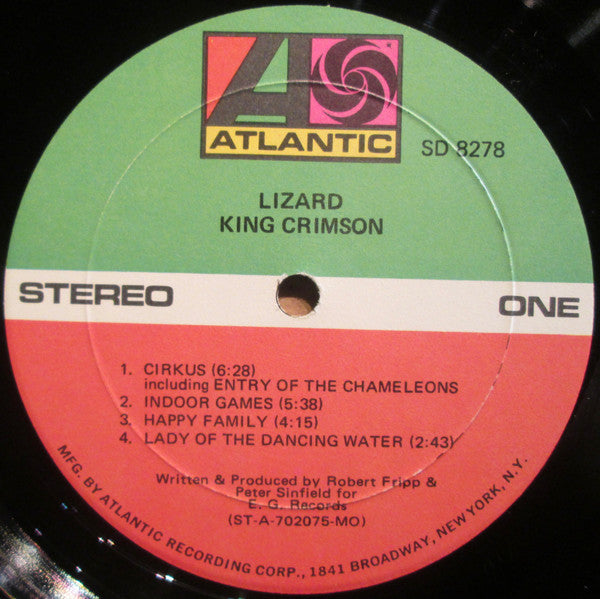 ATLANTIC
SD 8278
LIZARD
KING CRIMSON
STEREO
ONE
1. CIRKUS (6:28)
including ENTRY OF THE CHAMELEONS
2. INDOOR GAMES (5:38)
3. HAPPY FAMILY (4:15)
4. LADY OF THE DANCING WATER (2:43)
Written & Produced by Robert Fripp &
Peter Sinfield for
E. G. Records
(ST-A-702075-MO)
MFG. BY ATLANTIC RECORDING CORP., 1841 BROADWAY, NEW YORK, N.Y.